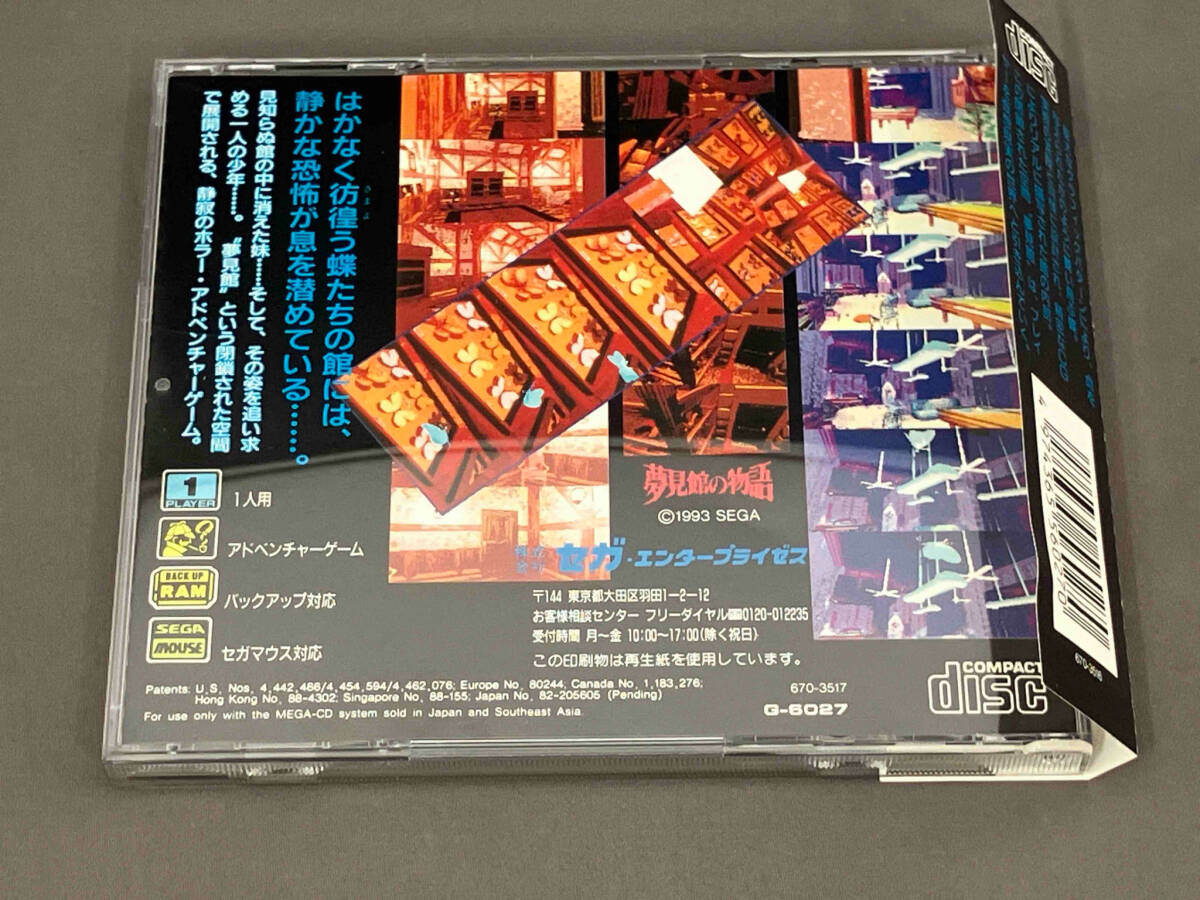 はかなく彷徨う蝶たちの館には、
さまよ
静かな恐怖が息を潜めている……。
見知らぬ館の中に消えた妹……そして、その姿を追い求
める一人の少年……。 “夢見館” という閉鎖された空間
で展開される、静寂のホラー・アドベンチャーゲーム。
1
PLAYER
1人用
アドベンチャーゲーム
BACK UP
RAM
バックアップ対応
SEGA
MOUSE
セガマウス対応
夢見館の物語
©1993 SEGA
株式会社 セガ・エンタープライゼス
〒144 東京都大田区羽田1-2-12
お客様相談センター フリーダイヤル 0120-012235
受付時間 月〜金 10:00〜17:00(除く祝日)
この印刷物は再生紙を使用しています。
Patents: U.S. Nos. 4,442,486/4,454,594/4,462,076; Europe No. 80244; Canada No. 1,183,276;
Hong Kong No. 88-4302; Singapore No. 88-155; Japan No. 82-205605 (Pending)
For use only with the MEGA-CD system sold in Japan and Southeast Asia.
670-3517
G-6027
COMPACT
disc
COMPACT
disc
670-3516